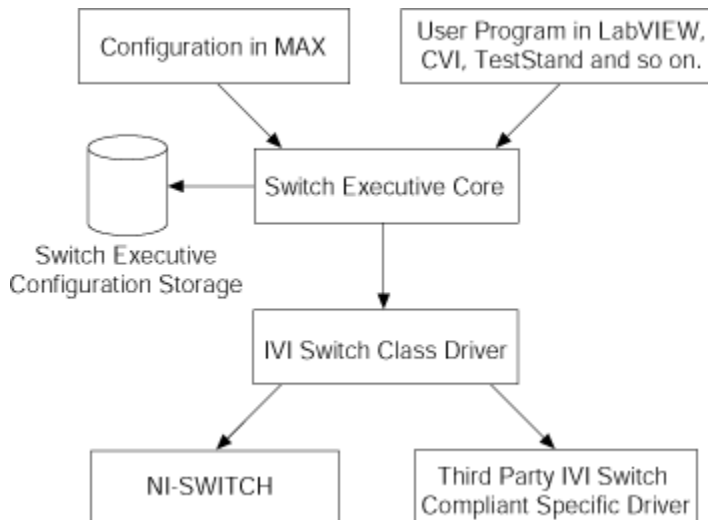 Configuration in MAX
User Program in LabVIEW,
CVI, TestStand and so on.
Switch Executive Core
Switch Executive
Configuration Storage
IVI Switch Class Driver
NI-SWITCH
Third Party IVI Switch
Compliant Specific Driver